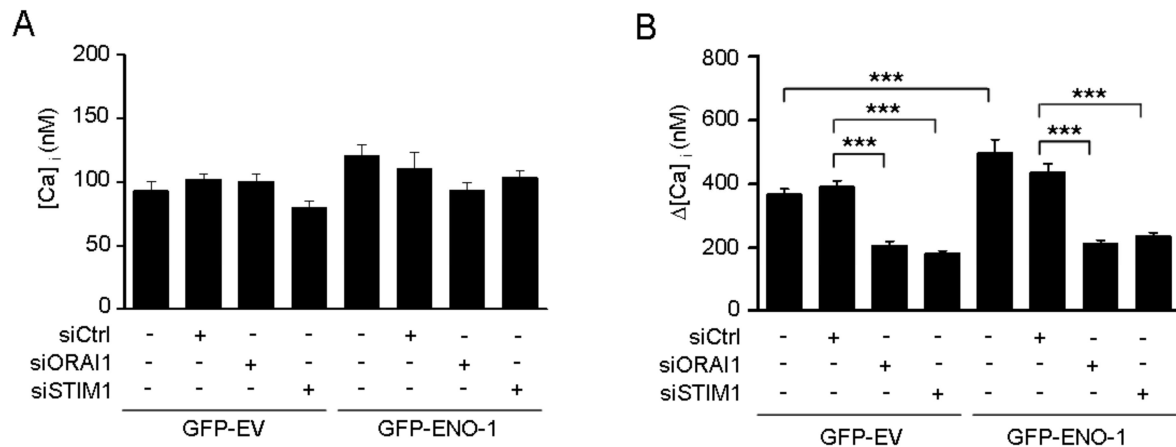 A
[Ca] i (nM)
200
150
100
50
0
siCtrl - + - - - + - -
siORAI1 - - + - - - + -
siSTIM1 - - - + - - - +
GFP-EV GFP-ENO-1
B
Δ[Ca] i (nM)
800
600
400
200
0
***
***
***
***
***
siCtrl - + - - - + - -
siORAI1 - - + - - - + -
siSTIM1 - - - + - - - +
GFP-EV GFP-ENO-1